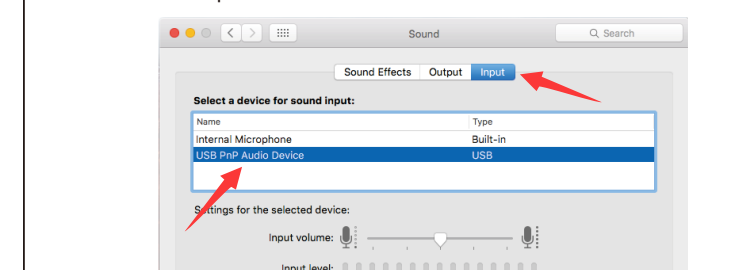 Sound
Search
Sound Effects Output Input
Select a device for sound input:
Name Type
Internal Microphone Built-in
USB PnP Audio Device USB
Settings for the selected device:
Input volume:
Input level: